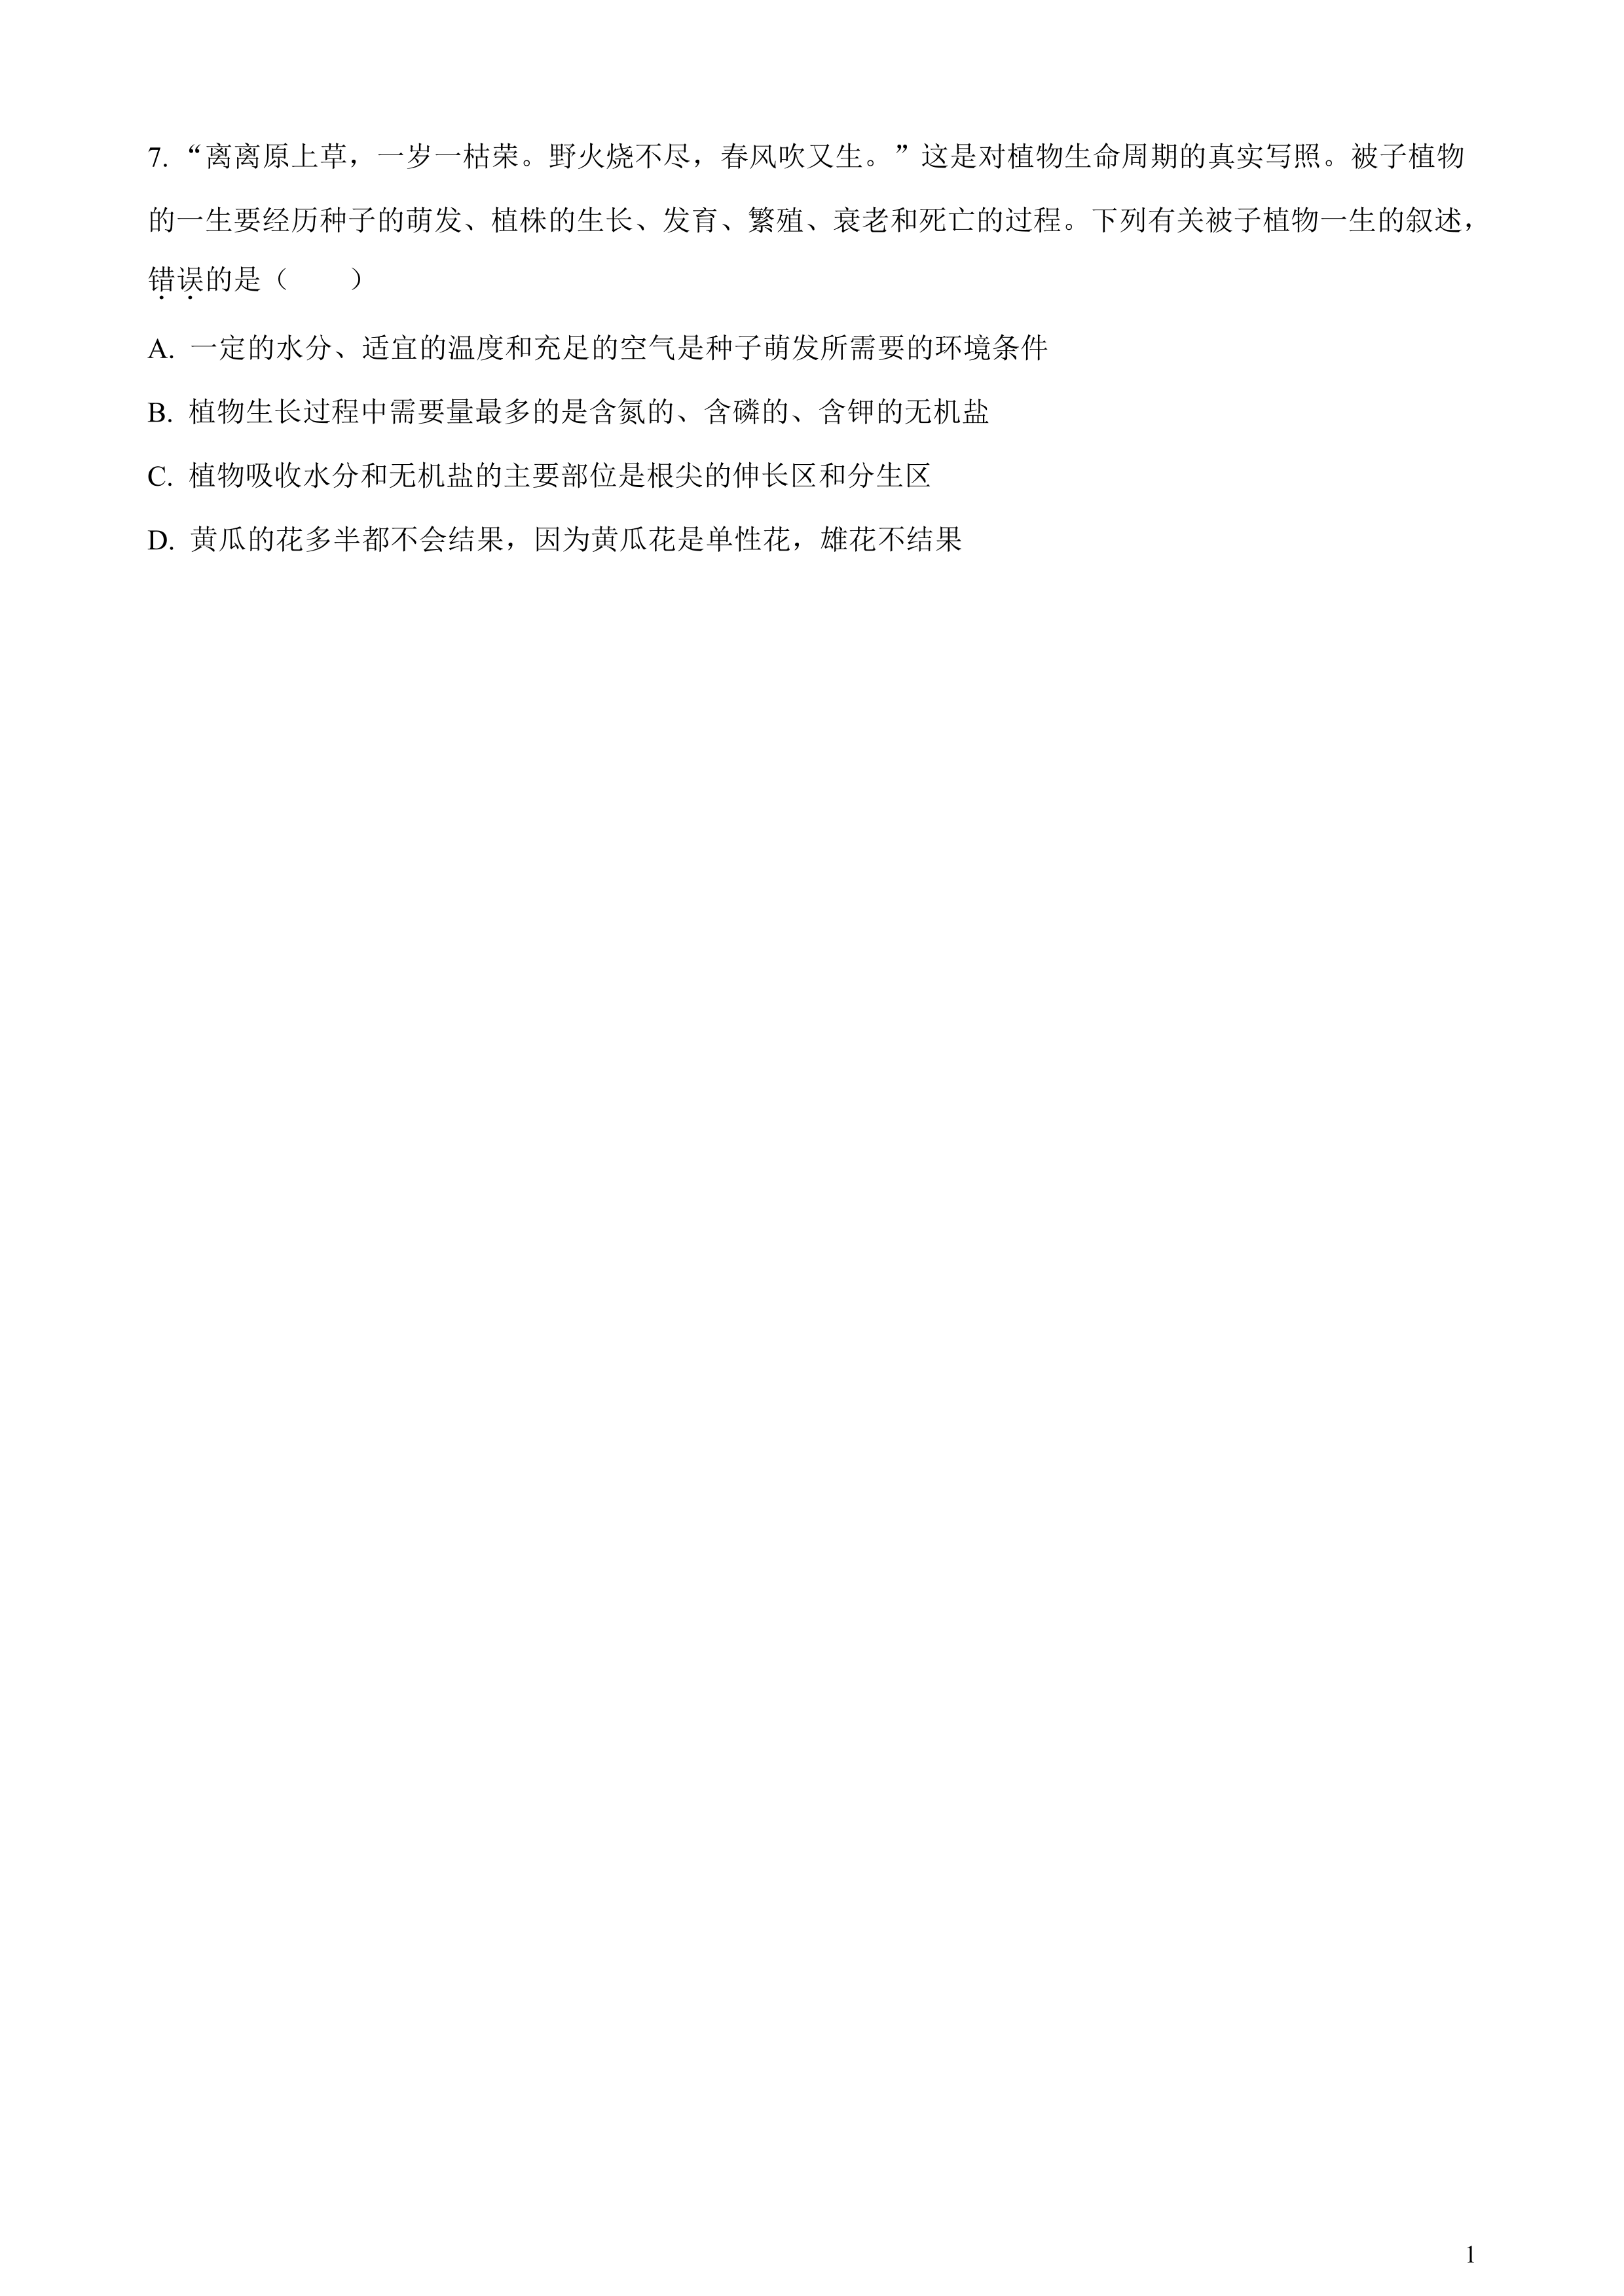 7. “离离原上草，一岁一枯荣。野火烧不尽，春风吹又生。”这是对植物生命周期的真实写照。被子植物
的一生要经历种子的萌发、植株的生长、发育、繁殖、衰老和死亡的过程。下列有关被子植物一生的叙述，
错误的是（　　）
A. 一定的水分、适宜的温度和充足的空气是种子萌发所需要的环境条件
B. 植物生长过程中需要量最多的是含氮的、含磷的、含钾的无机盐
C. 植物吸收水分和无机盐的主要部位是根尖的伸长区和分生区
D. 黄瓜的花多半都不会结果，因为黄瓜花是单性花，雄花不结果
1